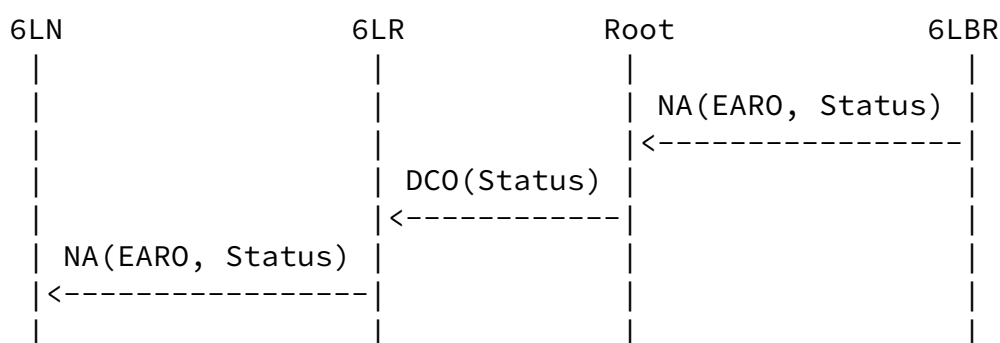 6LN 6LR Root 6LBR
NA(EARO, Status)
DCO(Status)
NA(EARO, Status)